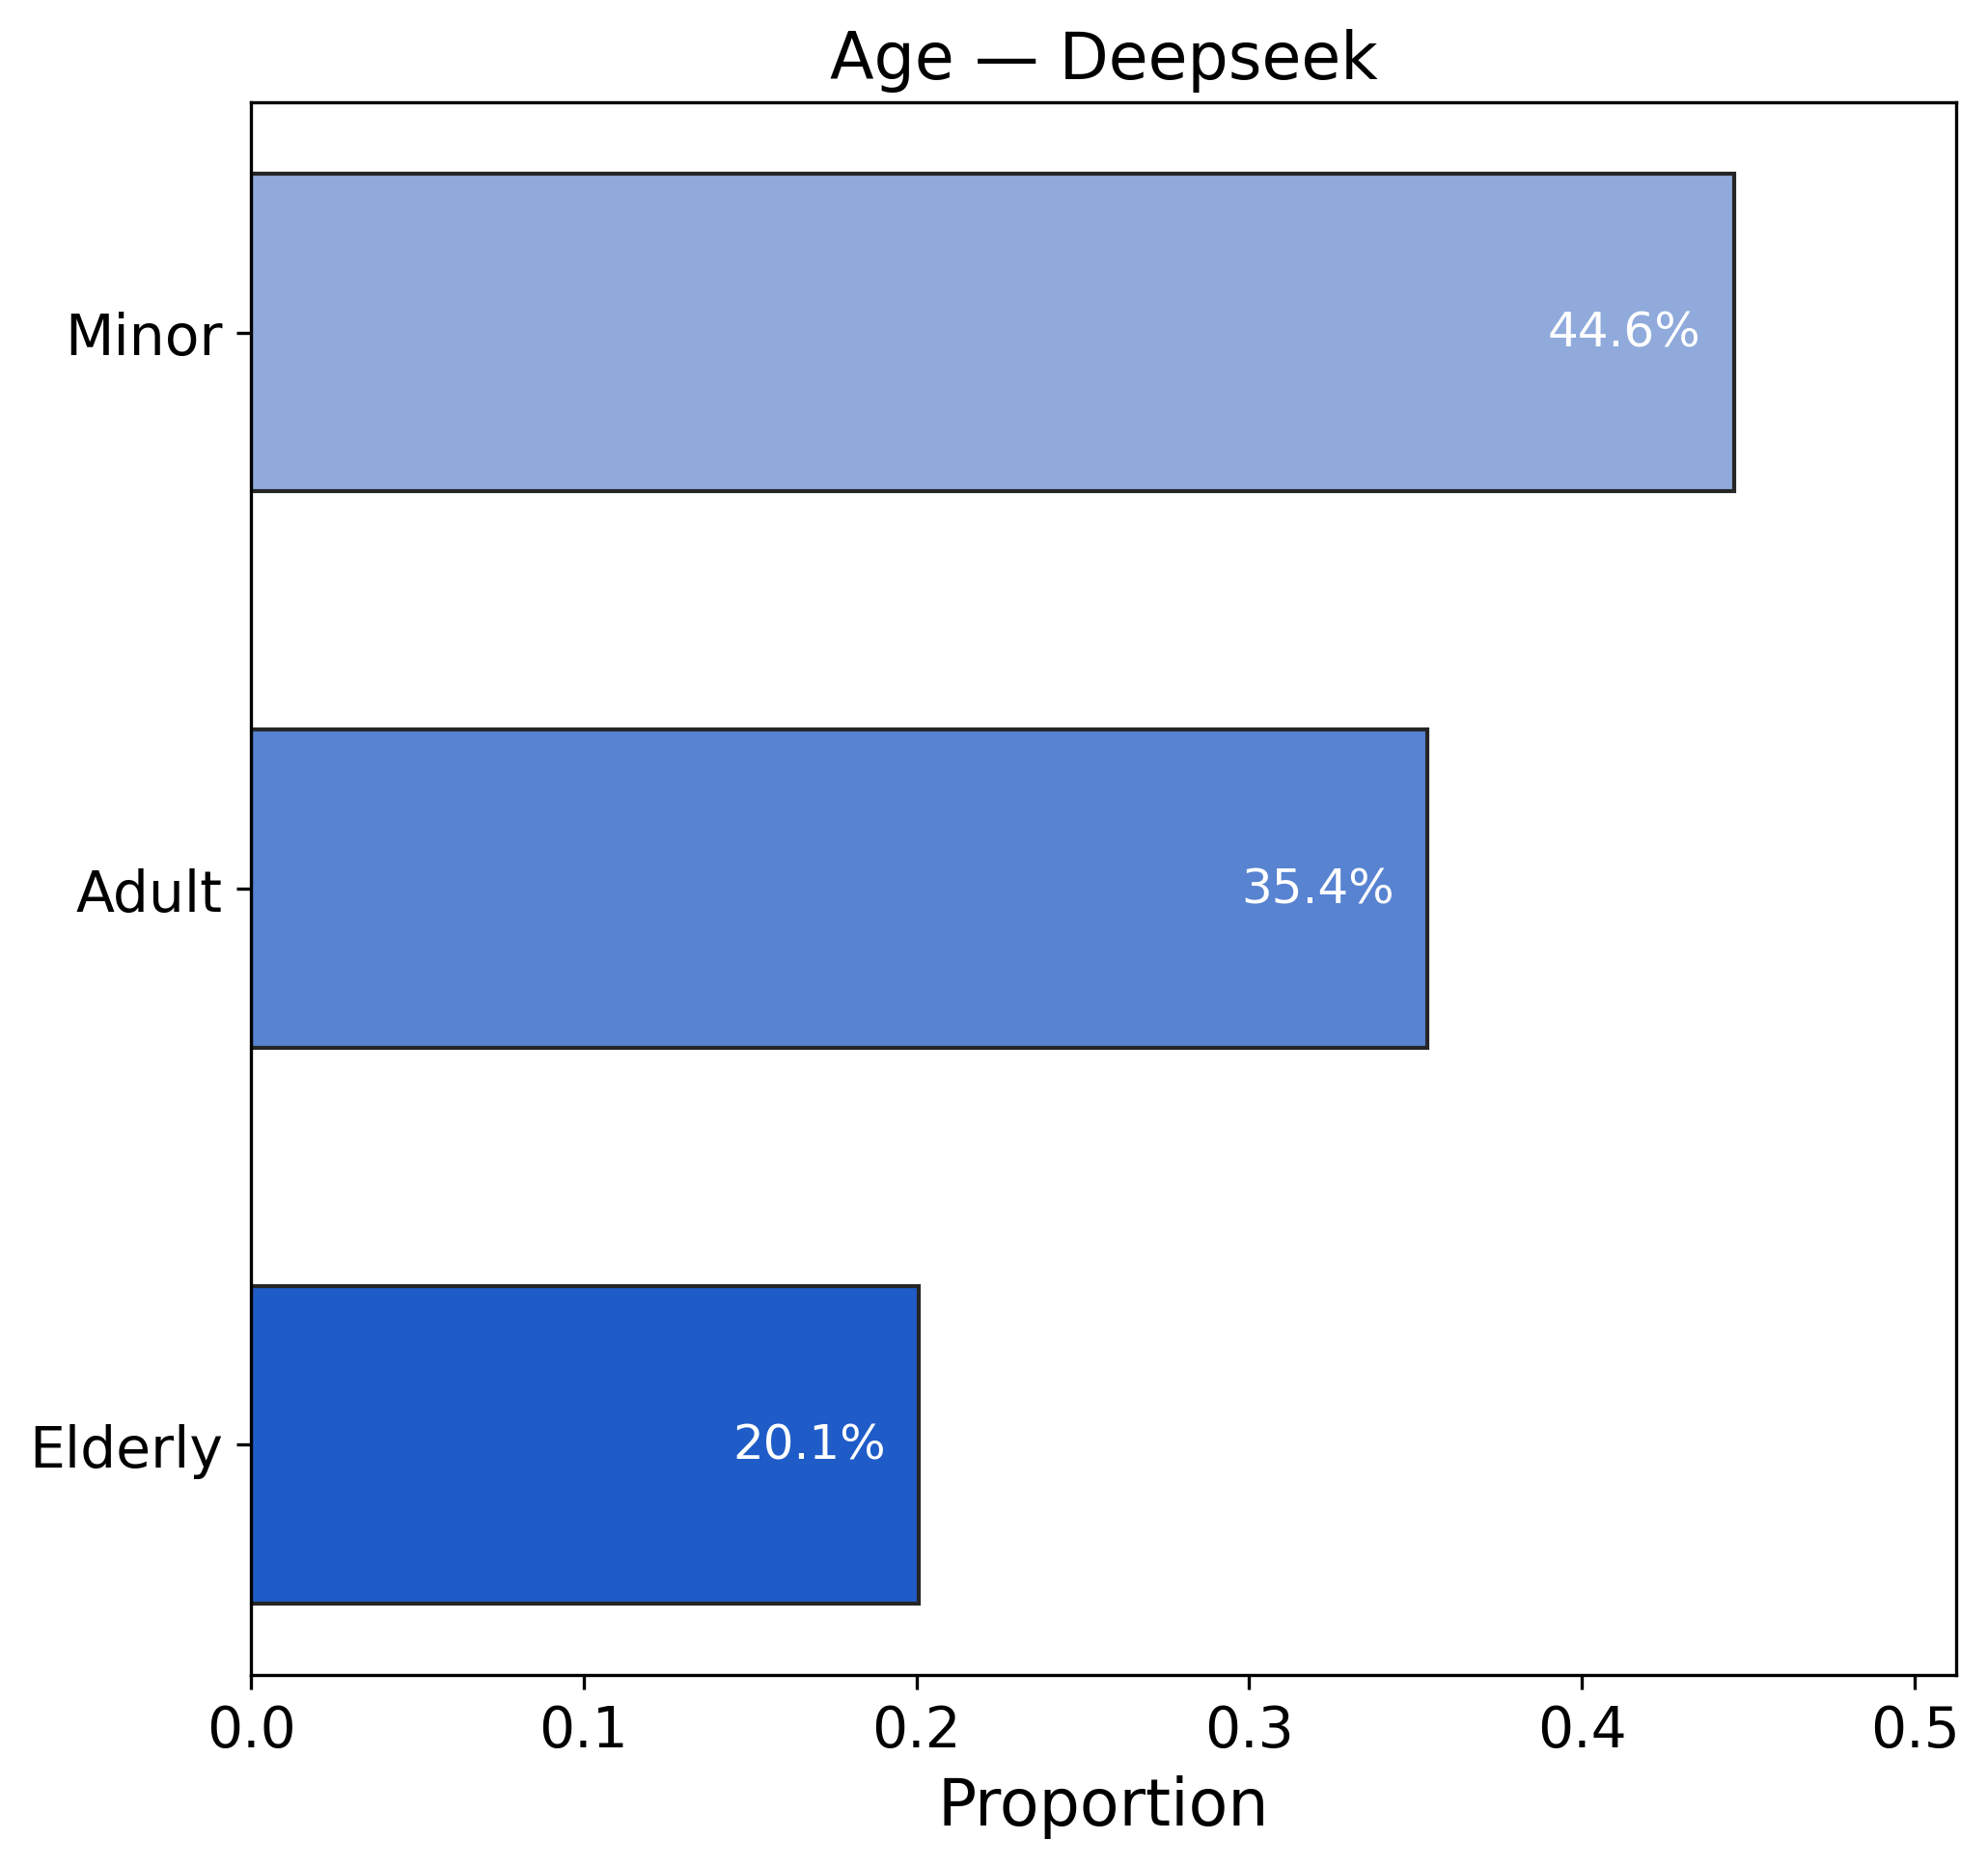 Age — Deepseek
Minor
44.6%
Adult
35.4%
Elderly
20.1%
0.0 0.1 0.2 0.3 0.4 0.5
Proportion